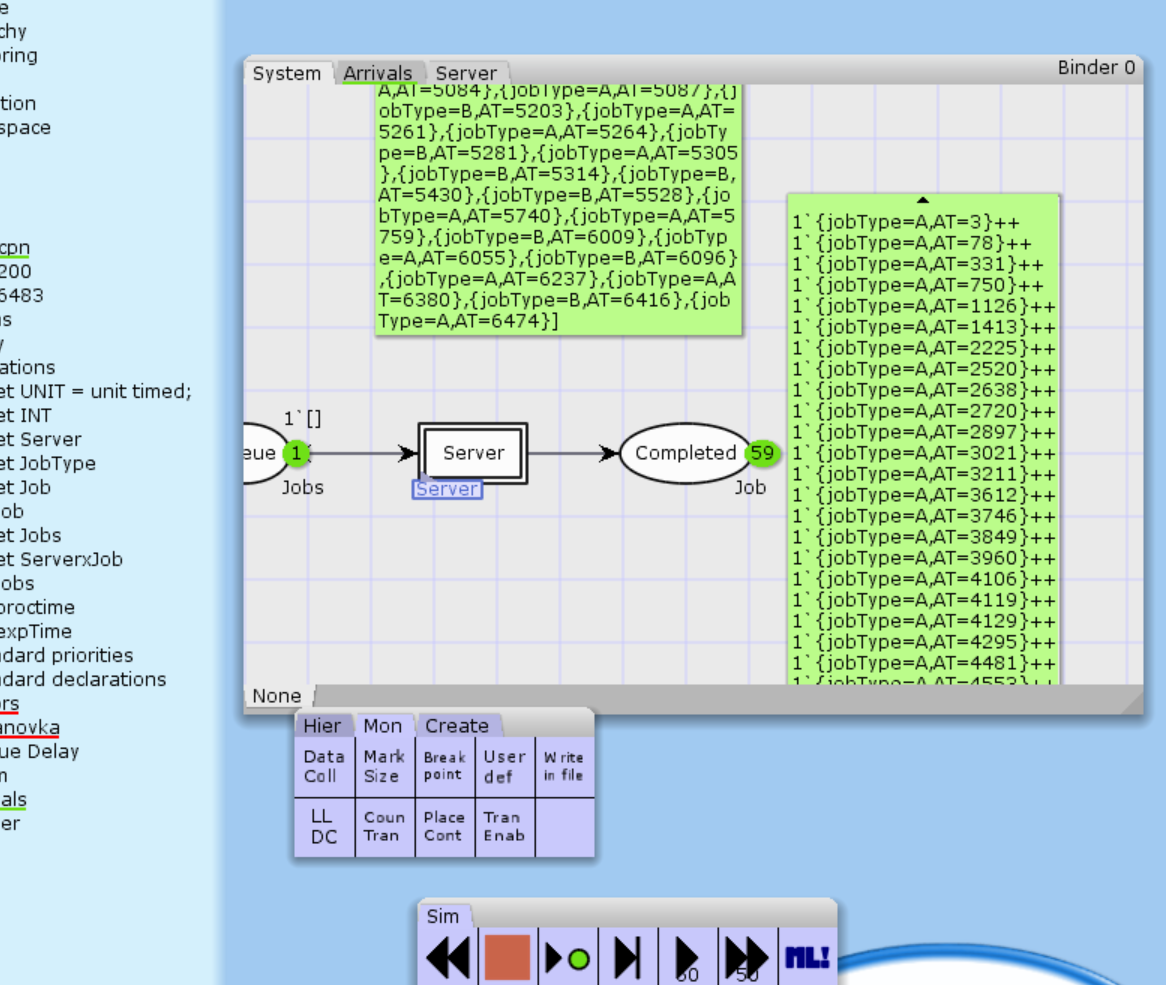 e
chy
ring
tion
space
cpn
200
6483
s
y
ations
et UNIT = unit timed;
et INT
et Server
et JobType
et Job
ob
et Jobs
et ServerxJob
obs
proctime
expTime
dard priorities
dard declarations
rs
anovka
ue Delay
n
als
er
System Arrivals Server Binder 0
A,AT=5084},{jobType=A,AT=5087},{j
obType=B,AT=5203},{jobType=A,AT=
5261},{jobType=A,AT=5264},{jobTy
pe=B,AT=5281},{jobType=A,AT=5305
},{jobType=B,AT=5314},{jobType=B,
AT=5430},{jobType=B,AT=5528},{jo
bType=A,AT=5740},{jobType=A,AT=5
759},{jobType=B,AT=6009},{jobTyp
e=A,AT=6055},{jobType=B,AT=6096}
,{jobType=A,AT=6237},{jobType=A,A
T=6380},{jobType=B,AT=6416},{job
Type=A,AT=6474}]
1`[]
eue 1
Jobs
Server
Server
Completed 59
Job
1`{jobType=A,AT=3}++
1`{jobType=A,AT=78}++
1`{jobType=A,AT=331}++
1`{jobType=A,AT=750}++
1`{jobType=A,AT=1126}++
1`{jobType=A,AT=1413}++
1`{jobType=A,AT=2225}++
1`{jobType=A,AT=2520}++
1`{jobType=A,AT=2638}++
1`{jobType=A,AT=2720}++
1`{jobType=A,AT=2897}++
1`{jobType=A,AT=3021}++
1`{jobType=A,AT=3211}++
1`{jobType=A,AT=3612}++
1`{jobType=A,AT=3746}++
1`{jobType=A,AT=3849}++
1`{jobType=A,AT=3960}++
1`{jobType=A,AT=4106}++
1`{jobType=A,AT=4119}++
1`{jobType=A,AT=4129}++
1`{jobType=A,AT=4295}++
1`{jobType=A,AT=4481}++
1`{jobType=A,AT=4553}++
None
Hier Mon Create
Data Coll
Mark Size
Break point
User def
Write in file
LL DC
Coun Tran
Place Cont
Tran Enab
Sim
50 ML!